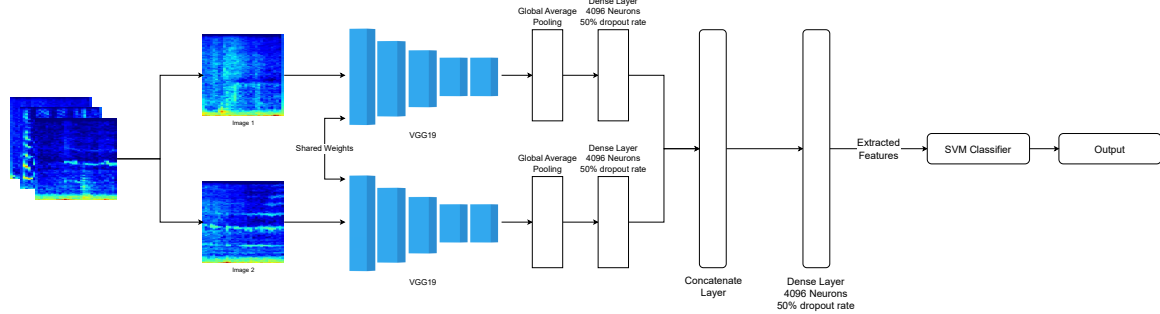 Image 1
VGG19
Global Average
Pooling
Dense Layer
4096 Neurons
50% dropout rate
Shared Weights
Image 2
VGG19
Global Average
Pooling
Dense Layer
4096 Neurons
50% dropout rate
Concatenate
Layer
Dense Layer
4096 Neurons
50% dropout rate
Extracted
Features
SVM Classifier
Output